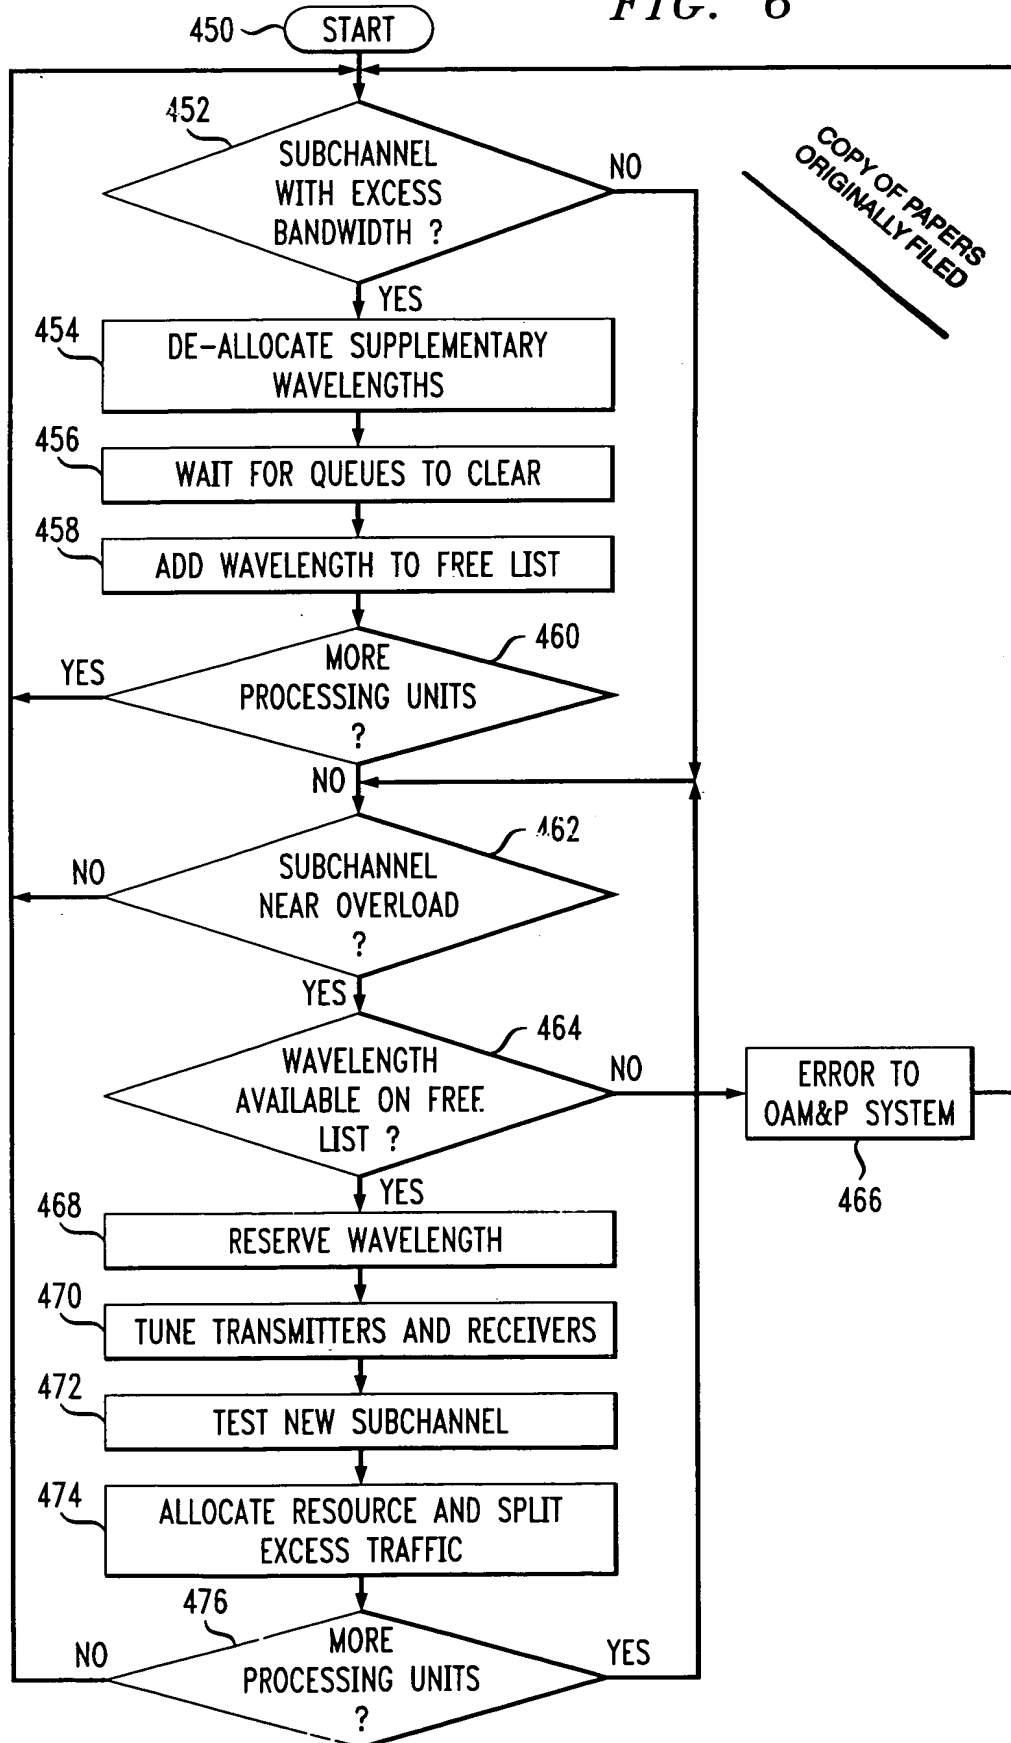 FIG. 6
450
START
452
SUBCHANNEL
WITH EXCESS
BANDWIDTH ?
NO
COPY OF PAPERS
ORIGINALLY FILED
YES
454
DE-ALLOCATE SUPPLEMENTARY
WAVELENGTHS
456
WAIT FOR QUEUES TO CLEAR
458
ADD WAVELENGTH TO FREE LIST
460
MORE
PROCESSING UNITS
?
YES
NO
462
SUBCHANNEL
NEAR OVERLOAD
?
NO
YES
464
WAVELENGTH
AVAILABLE ON FREE
LIST ?
NO
ERROR TO
OAM&P SYSTEM
466
YES
468
RESERVE WAVELENGTH
470
TUNE TRANSMITTERS AND RECEIVERS
472
TEST NEW SUBCHANNEL
474
ALLOCATE RESOURCE AND SPLIT
EXCESS TRAFFIC
476
MORE
PROCESSING UNITS
?
NO
YES